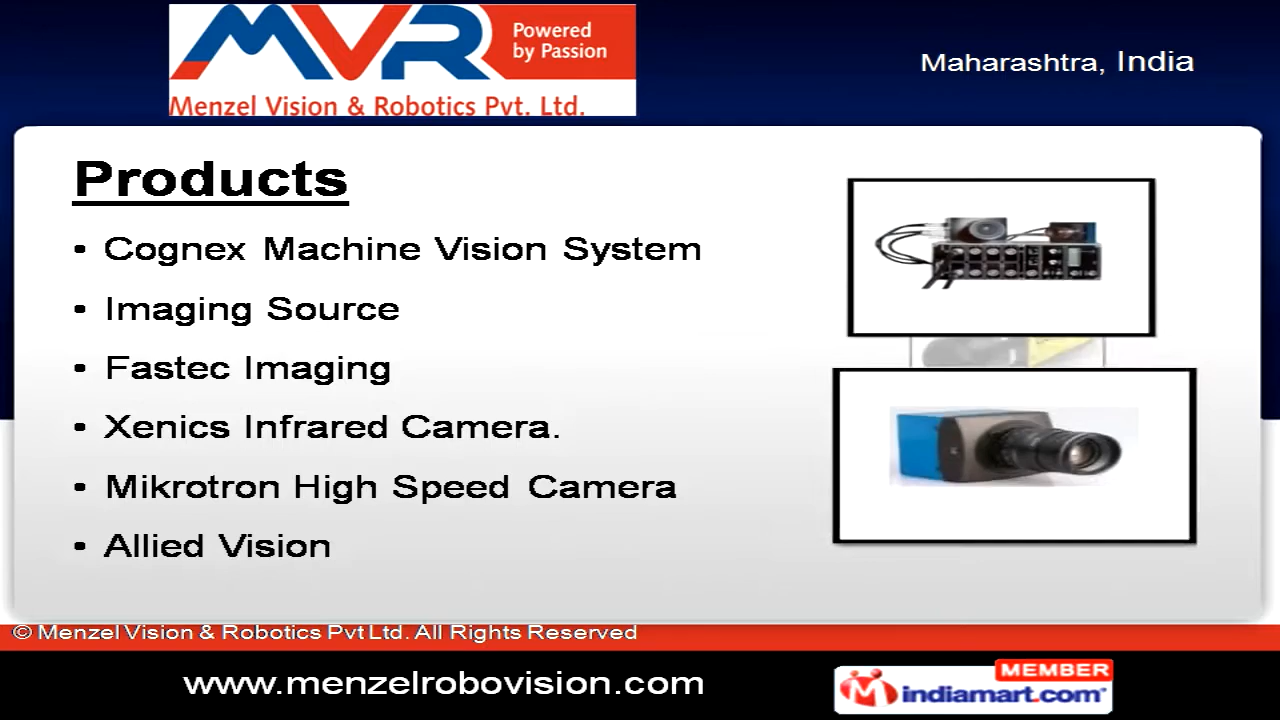 MVR
Powered
by Passion
Menzel Vision & Robotics Pvt. Ltd.
Maharashtra, India
Products
• Cognex Machine Vision System
• Imaging Source
• Fastec Imaging
• Xenics Infrared Camera.
• Mikrotron High Speed Camera
• Allied Vision
© Menzel Vision & Robotics Pvt Ltd. All Rights Reserved
www.menzelrobovision.com
MEMBER
indiamart.com